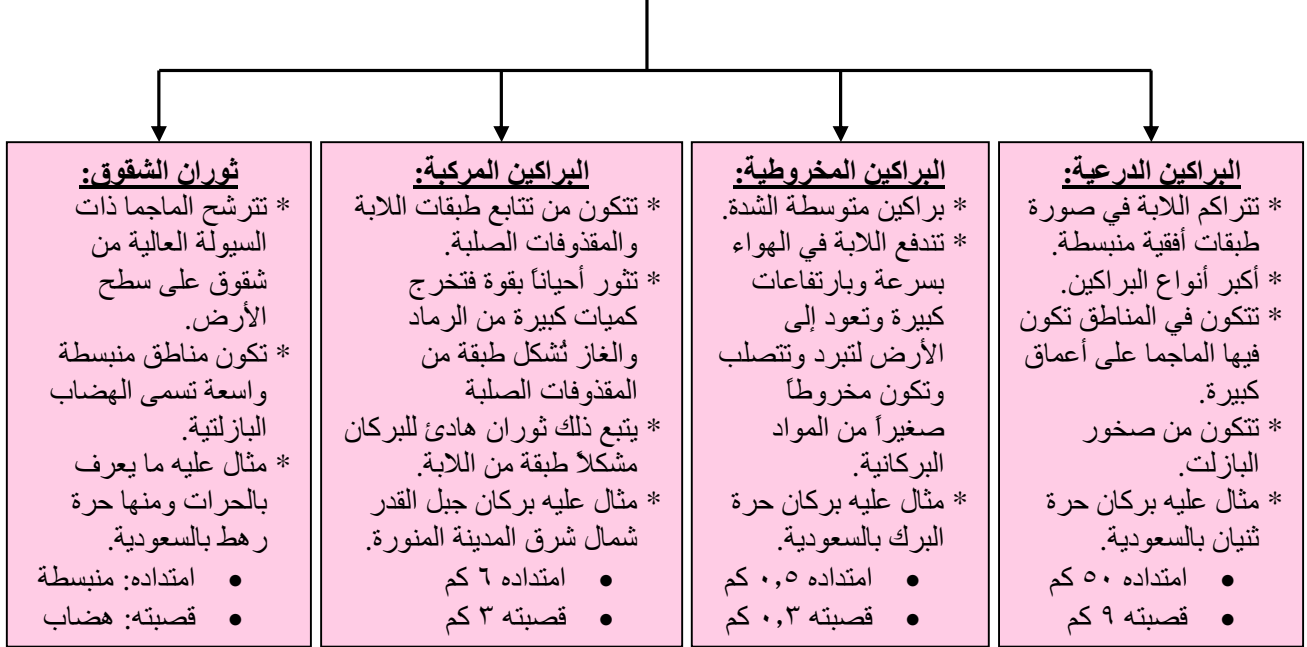 البراكين الدرعية:
* تتراكم اللابة في صورة
طبقات أفقية منبسطة.
* أكبر أنواع البراكين.
* تتكون في المناطق تكون
فيها الماجما على أعماق
كبيرة.
* تتكون من صخور
البازلت.
* مثال عليه بركان حرة
ثنيان بالسعودية.
• امتداده ٥٠ كم
• قصبته ٩ كم
البراكين المخروطية:
* براكين متوسطة الشدة.
* تندفع اللابة في الهواء
بسرعة وبارتفاعات
كبيرة وتعود إلى
الأرض لتبرد وتتصلب
وتكون مخروطاً
صغيراً من المواد
البركانية.
* مثال عليه بركان حرة
البرك بالسعودية.
• امتداده ٠,٥ كم
• قصبته ٠,٣ كم
البراكين المركبة:
* تتكون من تتابع طبقات اللابة
والمقذوفات الصلبة.
* تثور أحياناً بقوة فتخرج
كميات كبيرة من الرماد
والغاز تُشكل طبقة من
المقذوفات الصلبة
* يتبع ذلك ثوران هادئ للبركان
مشكلاً طبقة من اللابة.
* مثال عليه بركان جبل القدر
شمال شرق المدينة المنورة.
• امتداده ٦ كم
• قصبته ٣ كم
ثوران الشقوق:
* تترشح الماجما ذات
السيولة العالية من
شقوق على سطح
الأرض.
* تكون مناطق منبسطة
واسعة تسمى الهضاب
البازلتية.
* مثال عليه ما يعرف
بالحرات ومنها حرة
رهط بالسعودية.
• امتداده: منبسطة
• قصبته: هضاب